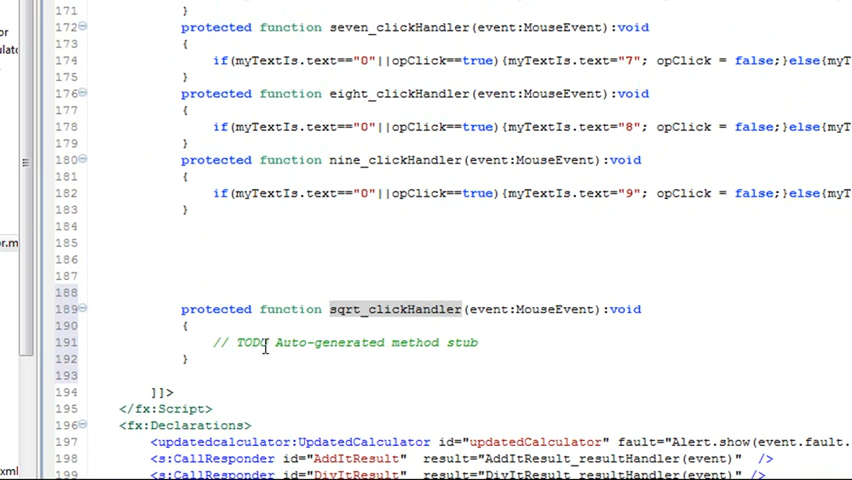 or
ulato
r.m
xml
171 }
172 protected function seven_clickHandler(event:MouseEvent):void
173 {
174 if(myTextIs.text=="0"||opClick==true){myTextIs.text="7"; opClick = false;}else{myT
175 }
176 protected function eight_clickHandler(event:MouseEvent):void
177 {
178 if(myTextIs.text=="0"||opClick==true){myTextIs.text="8"; opClick = false;}else{myT
179 }
180 protected function nine_clickHandler(event:MouseEvent):void
181 {
182 if(myTextIs.text=="0"||opClick==true){myTextIs.text="9"; opClick = false;}else{myT
183 }
184
185
186
187
188
189 protected function sqrt_clickHandler(event:MouseEvent):void
190 {
191 // TODO Auto-generated method stub
192 }
193
194 ]]>
195 </fx:Script>
196 <fx:Declarations>
197 <updatedcalculator:UpdatedCalculator id="updatedCalculator" fault="Alert.show(event.fault.
198 <s:CallResponder id="AddItResult" result="AddItResult_resultHandler(event)" />
199 <s:CallResponder id="DivItResult" result="DivItResult_resultHandler(event)" />